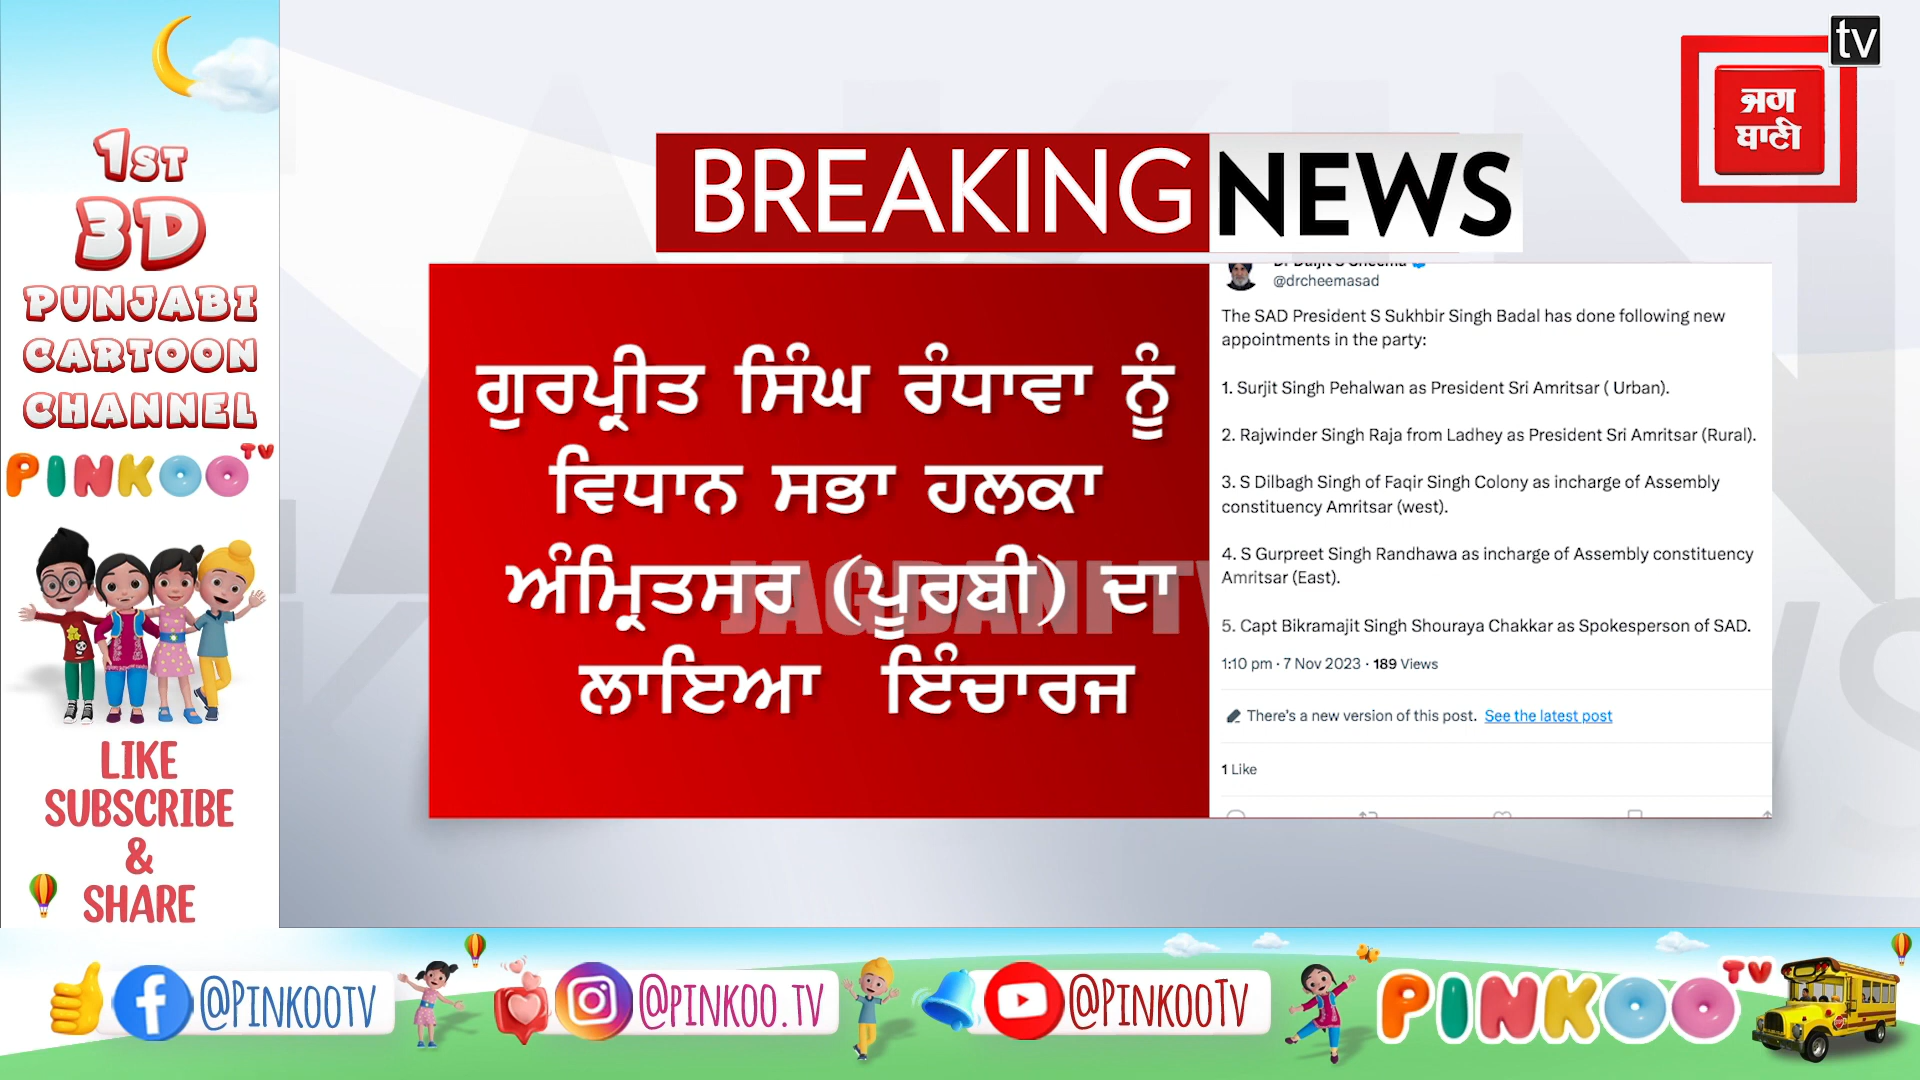 tv
ਜਗ
ਬਾਣੀ
BREAKING NEWS
1ST
3D
PUNJABI
CARTOON
CHANNEL
PINKOO TV
LIKE
SUBSCRIBE
&
SHARE
ਗੁਰਪ੍ਰੀਤ ਸਿੰਘ ਰੰਧਾਵਾ ਨੂੰ
ਵਿਧਾਨ ਸਭਾ ਹਲਕਾ
ਅੰਮ੍ਰਿਤਸਰ (ਪੂਰਬੀ) ਦਾ
ਲਾਇਆ ਇੰਚਾਰਜ
JAGBANI TV
Dr Daljit S Cheema
@drcheemasad
The SAD President S Sukhbir Singh Badal has done following new
appointments in the party:
1. Surjit Singh Pehalwan as President Sri Amritsar ( Urban).
2. Rajwinder Singh Raja from Ladhey as President Sri Amritsar (Rural).
3. S Dilbagh Singh of Faqir Singh Colony as incharge of Assembly
constituency Amritsar (west).
4. S Gurpreet Singh Randhawa as incharge of Assembly constituency
Amritsar (East).
5. Capt Bikramajit Singh Shouraya Chakkar as Spokesperson of SAD.
1:10 pm · 7 Nov 2023 · 189 Views
There's a new version of this post. See the latest post
1 Like
@PINKOOTV
@PINKOO.TV
@PINKOOTV
PINKOO TV